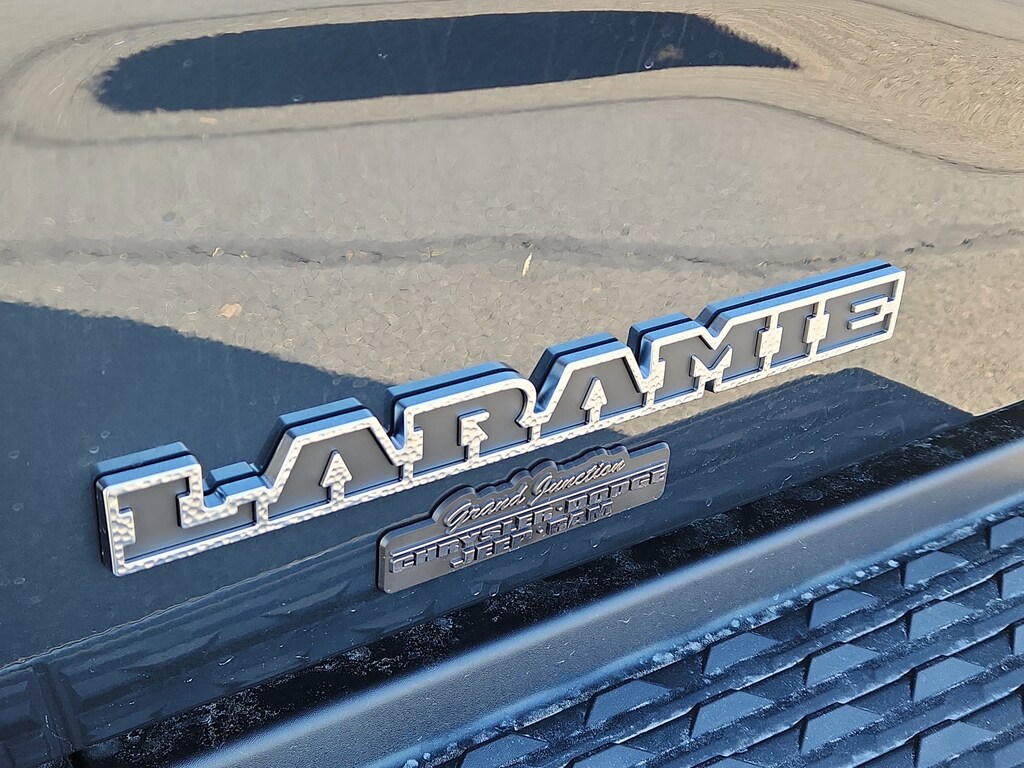 LARAMIE
Grand Junction
CHRYSLER·DODGE
JEEP·RAM